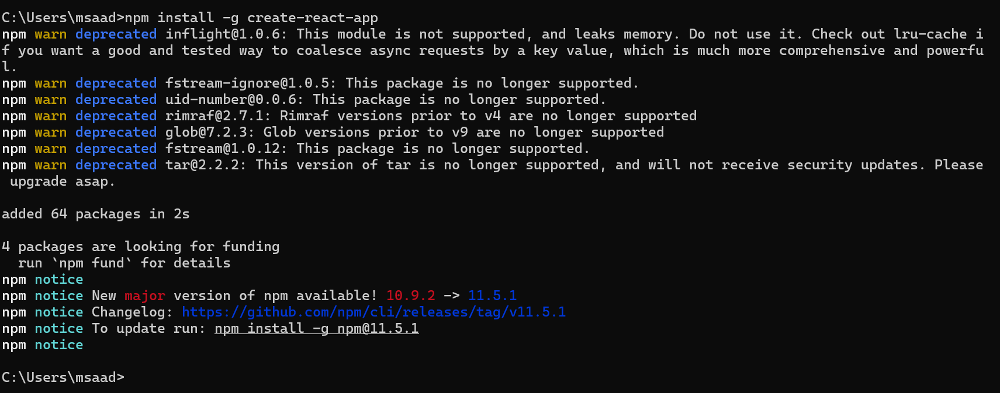 C:\Users\msaad>npm install -g create-react-app
npm warn deprecated inflight@1.0.6: This module is not supported, and leaks memory. Do not use it. Check out lru-cache i
f you want a good and tested way to coalesce async requests by a key value, which is much more comprehensive and powerfu
l.
npm warn deprecated fstream-ignore@1.0.5: This package is no longer supported.
npm warn deprecated uid-number@0.0.6: This package is no longer supported.
npm warn deprecated rimraf@2.7.1: Rimraf versions prior to v4 are no longer supported
npm warn deprecated glob@7.2.3: Glob versions prior to v9 are no longer supported
npm warn deprecated fstream@1.0.12: This package is no longer supported.
npm warn deprecated tar@2.2.2: This version of tar is no longer supported, and will not receive security updates. Please
 upgrade asap.

added 64 packages in 2s

4 packages are looking for funding
  run `npm fund` for details
npm notice
npm notice New major version of npm available! 10.9.2 -> 11.5.1
npm notice Changelog: https://github.com/npm/cli/releases/tag/v11.5.1
npm notice To update run: npm install -g npm@11.5.1
npm notice

C:\Users\msaad>